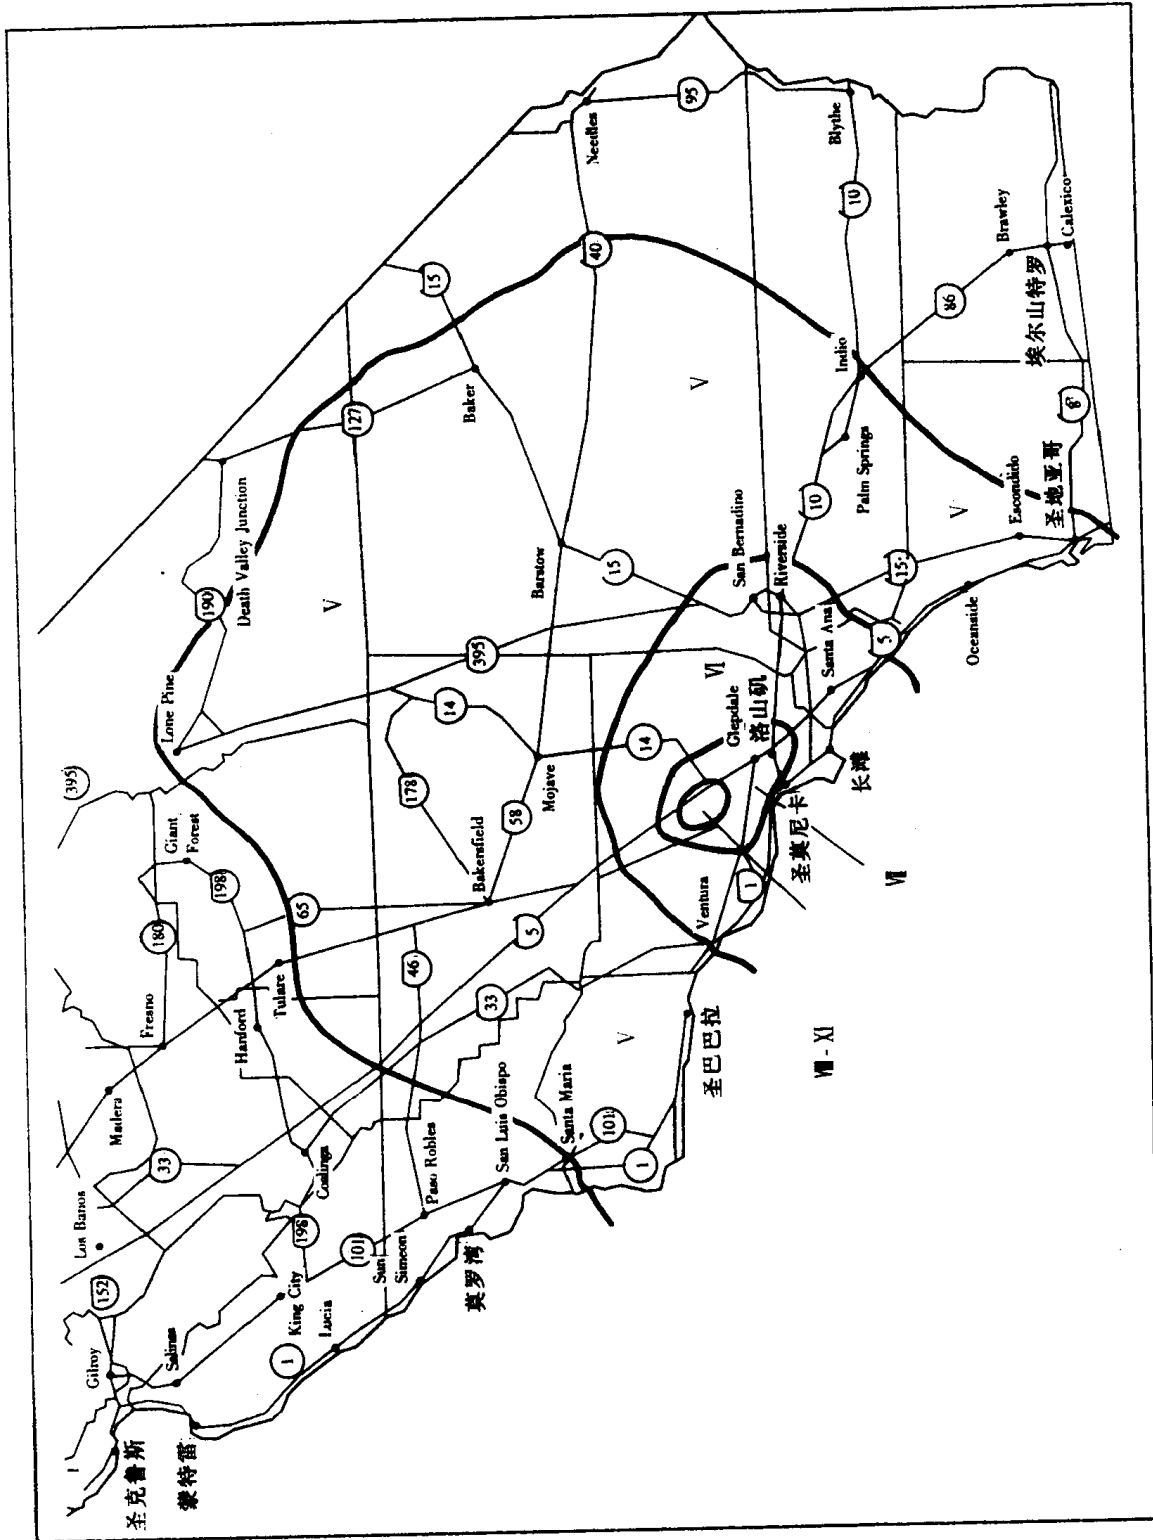 圣克鲁斯
蒙特雷
Gilroy
152
Salinas
1
King City
Lucia
Los Banos
33
Madera
Fresno
180
Hanford
Tulare
198
Giant
Forest
395
65
Coalinga
198
101
San
Simeon
莫罗湾
Paso Robles
San Luis Obispo
Santa Maria
101
1
46
33
5
V
圣巴巴拉
Ventura
1
Bakersfield
58
178
Mojave
14
14
395
Lone Pine
190
Death Valley Junction
V
127
Baker
15
Barstow
15
40
Needles
95
V
VI
Glepdale
洛山矶
圣莫尼卡
长滩
VII
VIII - XI
San Bernadino
Riverside
Santa Ana
5
15
Oceanside
10
Palm Springs
Indio
10
Blythe
86
Brawley
Calexico
埃尔山特罗
8
V
Escondido
圣地亚哥